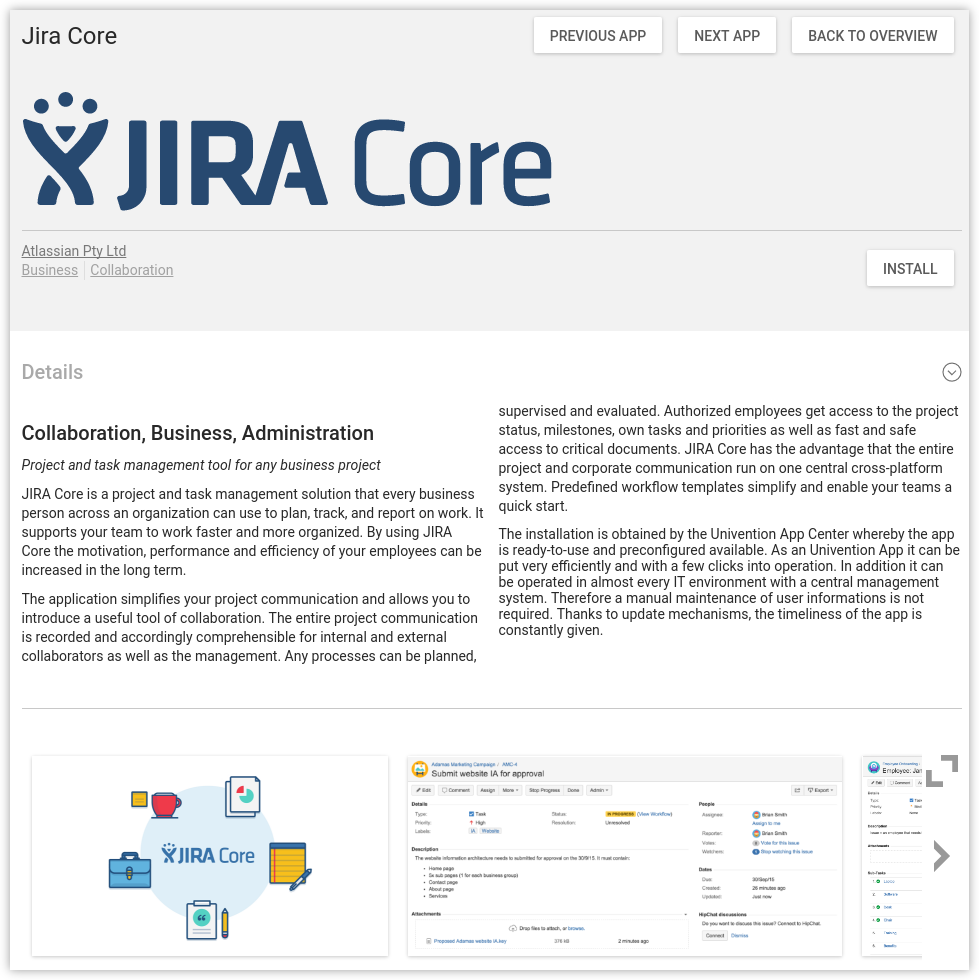 Jira Core
PREVIOUS APP
NEXT APP
BACK TO OVERVIEW
JIRA Core
Atlassian Pty Ltd
Business
Collaboration
INSTALL
Details
Collaboration, Business, Administration
Project and task management tool for any business project
JIRA Core is a project and task management solution that every business
person across an organization can use to plan, track, and report on work. It
supports your team to work faster and more organized. By using JIRA
Core the motivation, performance and efficiency of your employees can be
increased in the long term.
The application simplifies your project communication and allows you to
introduce a useful tool of collaboration. The entire project communication
is recorded and accordingly comprehensible for internal and external
collaborators as well as the management. Any processes can be planned,
supervised and evaluated. Authorized employees get access to the project
status, milestones, own tasks and priorities as well as fast and safe
access to critical documents. JIRA Core has the advantage that the entire
project and corporate communication run on one central cross-platform
system. Predefined workflow templates simplify and enable your teams a
quick start.
The installation is obtained by the Univention App Center whereby the app
is ready-to-use and preconfigured available. As an Univention App it can be
put very efficiently and with a few clicks into operation. In addition it can
be operated in almost every IT environment with a central management
system. Therefore a manual maintenance of user informations is not
required. Thanks to update mechanisms, the timeliness of the app is
constantly given.
JIRA Core
Adamas Marketing Campaign / AMC-4
Submit website IA for approval
Edit
Comment
Assign
More
Stop Progress
Done
Admin
Export
Details
Type: Task
Status: IN PROGRESS (View Workflow)
Priority: High
Resolution: Unresolved
Labels: IA Website
Description
The website information architecture needs to submitted for approval on the 30/9/15. It must contain:
Home page
5x sub pages (1 for each business group)
Contact page
About page
Services
Attachments
Drop files to attach, or browse.
Proposed Adamas website IA.key
376 kB
2 minutes ago
People
Assignee: Brian Smith
Assign to me
Reporter: Brian Smith
Votes: Vote for this issue
Watchers: Stop watching this issue
Dates
Due: 30/Sep/15
Created: 26 minutes ago
Updated: Just now
HipChat discussions
Do you want to discuss this issue? Connect to HipChat.
Connect
Dismiss
Employee Onboarding /
Employee: Jan
Edit
Comment
Details
Type:
Priority:
Labels:
Description
Attachments
Sub-Tasks